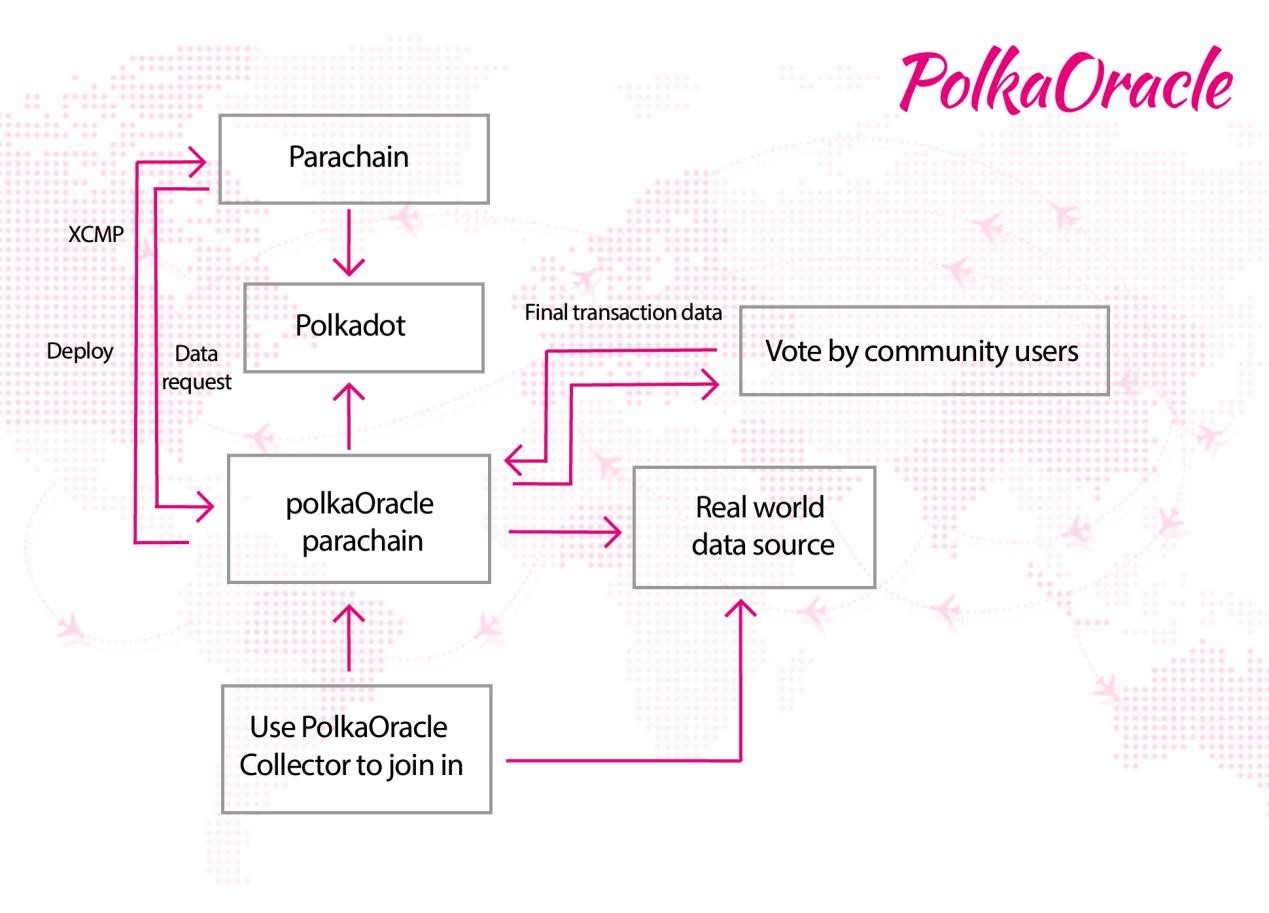 PolkaOracle
Parachain
XCMP
Polkadot
Final transaction data
Vote by community users
Deploy
Data
request
polkaOracle
parachain
Real world
data source
Use PolkaOracle
Collector to join in